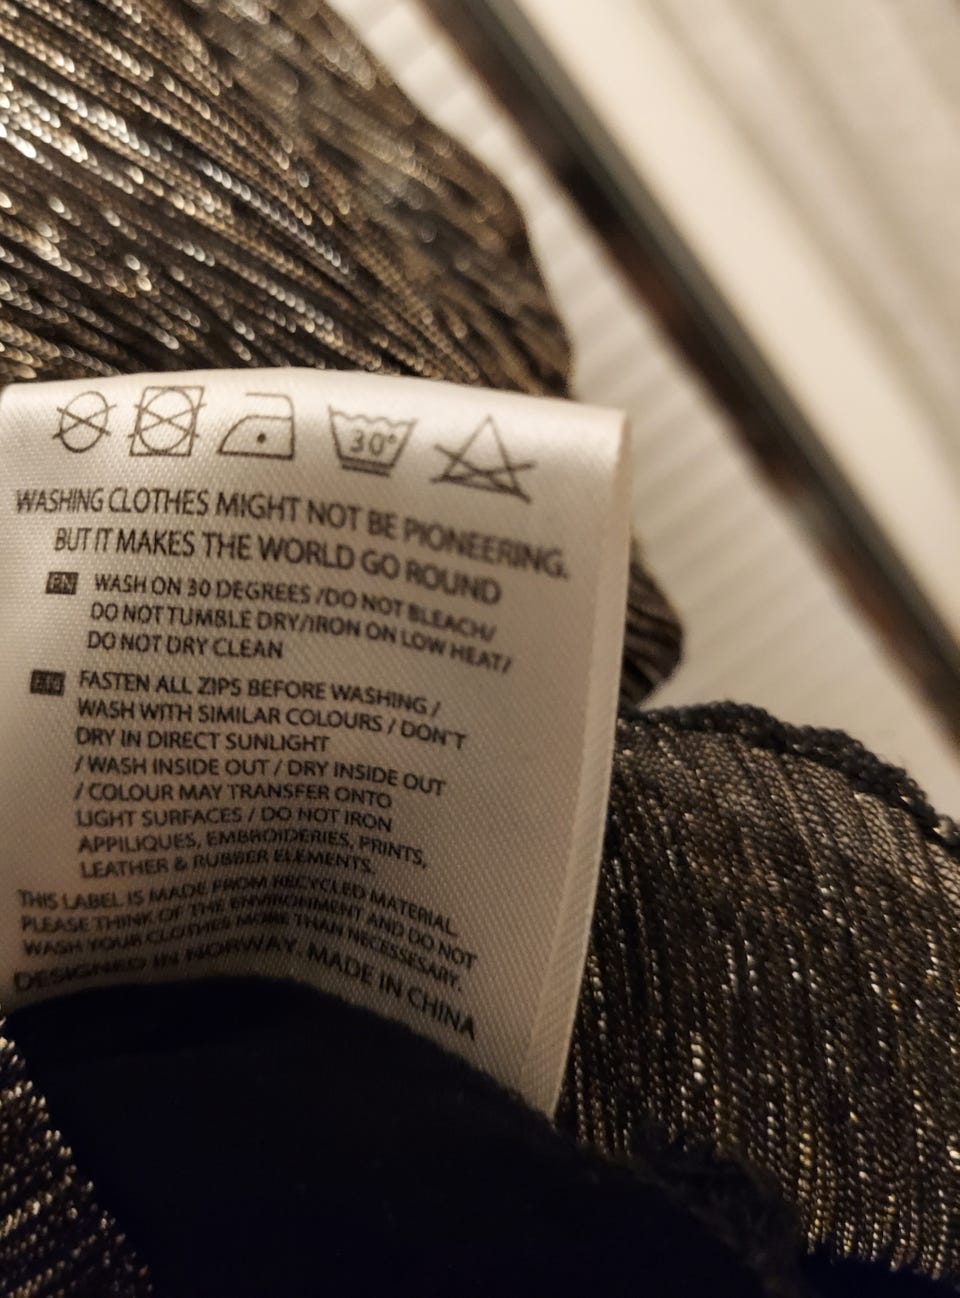 30°
WASHING CLOTHES MIGHT NOT BE PIONEERING.
BUT IT MAKES THE WORLD GO ROUND
EN WASH ON 30 DEGREES /DO NOT BLEACH/
DO NOT TUMBLE DRY/IRON ON LOW HEAT/
DO NOT DRY CLEAN
FASTEN ALL ZIPS BEFORE WASHING /
WASH WITH SIMILAR COLOURS / DON'T
DRY IN DIRECT SUNLIGHT
/ WASH INSIDE OUT / DRY INSIDE OUT
/ COLOUR MAY TRANSFER ONTO
LIGHT SURFACES / DO NOT IRON
APPILIQUES, EMBROIDERIES, PRINTS,
LEATHER & RUBBER ELEMENTS.
THIS LABEL IS MADE FROM RECYCLED MATERIAL.
PLEASE THINK OF THE ENVIRONMENT AND DO NOT
WASH YOUR CLOTHES MORE THAN NECESSESARY.
DESIGNED IN NORWAY. MADE IN CHINA